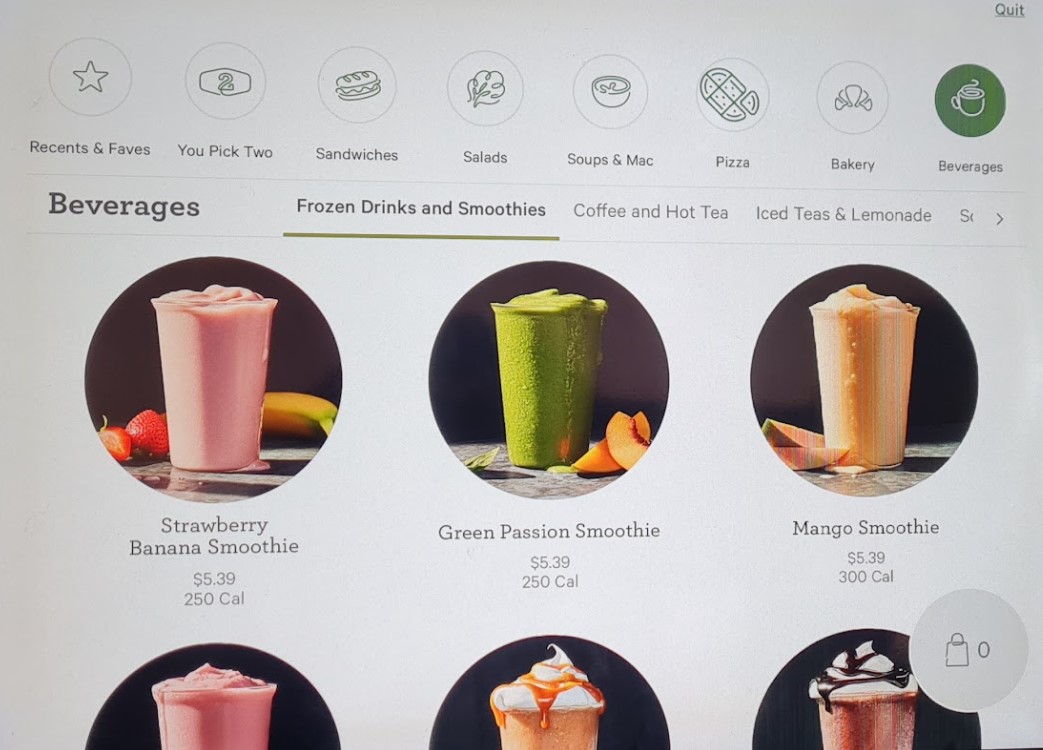 Quit
2
Recents & Faves
You Pick Two
Sandwiches
Salads
Soups & Mac
Pizza
Bakery
Beverages
Beverages
Frozen Drinks and Smoothies
Coffee and Hot Tea
Iced Teas & Lemonade
Strawberry
Banana Smoothie
$5.39
250 Cal
Green Passion Smoothie
$5.39
250 Cal
Mango Smoothie
$5.39
300 Cal
0